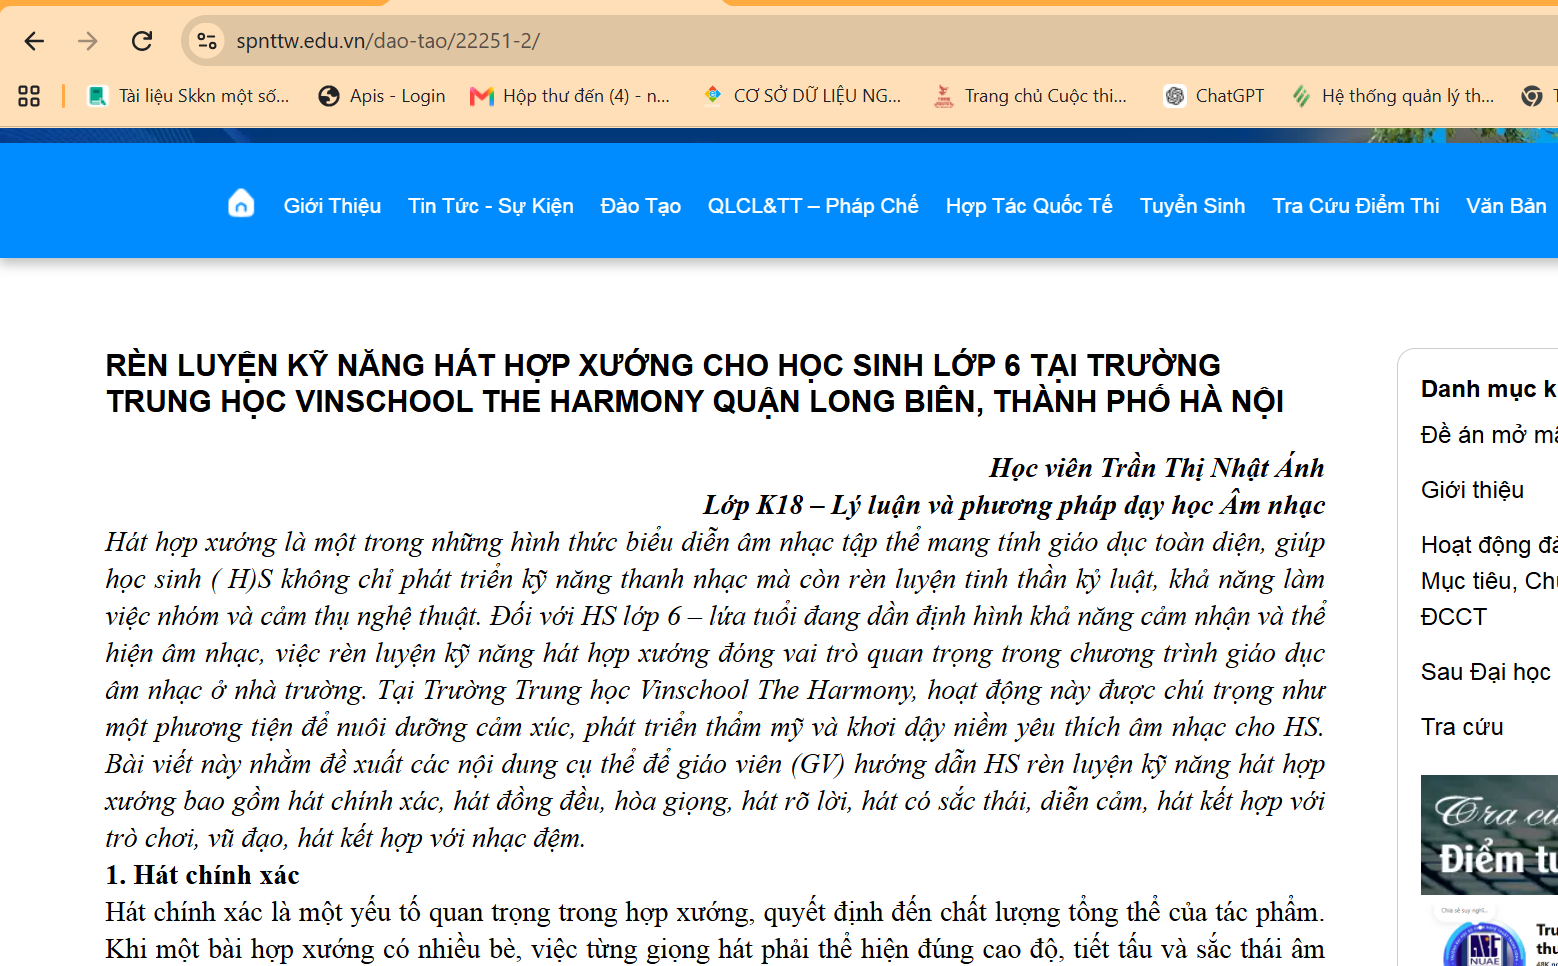 spnttw.edu.vn/dao-tao/22251-2/
Tài liệu Skkn một số... Apis - Login Hộp thư đến (4) - n... CƠ SỞ DỮ LIỆU NG... Trang chủ Cuộc thi... ChatGPT Hệ thống quản lý th...
Giới Thiệu Tin Tức - Sự Kiện Đào Tạo QLCL&TT – Pháp Chế Hợp Tác Quốc Tế Tuyển Sinh Tra Cứu Điểm Thi Văn Bản
RÈN LUYỆN KỸ NĂNG HÁT HỢP XƯỚNG CHO HỌC SINH LỚP 6 TẠI TRƯỜNG
TRUNG HỌC VINSCHOOL THE HARMONY QUẬN LONG BIÊN, THÀNH PHỐ HÀ NỘI
Học viên Trần Thị Nhật Ánh
Lớp K18 – Lý luận và phương pháp dạy học Âm nhạc
Hát hợp xướng là một trong những hình thức biểu diễn âm nhạc tập thể mang tính giáo dục toàn diện, giúp
học sinh ( H)S không chỉ phát triển kỹ năng thanh nhạc mà còn rèn luyện tinh thần kỷ luật, khả năng làm
việc nhóm và cảm thụ nghệ thuật. Đối với HS lớp 6 – lứa tuổi đang dần định hình khả năng cảm nhận và thể
hiện âm nhạc, việc rèn luyện kỹ năng hát hợp xướng đóng vai trò quan trọng trong chương trình giáo dục
âm nhạc ở nhà trường. Tại Trường Trung học Vinschool The Harmony, hoạt động này được chú trọng như
một phương tiện để nuôi dưỡng cảm xúc, phát triển thẩm mỹ và khơi dậy niềm yêu thích âm nhạc cho HS.
Bài viết này nhằm đề xuất các nội dung cụ thể để giáo viên (GV) hướng dẫn HS rèn luyện kỹ năng hát hợp
xướng bao gồm hát chính xác, hát đồng đều, hòa giọng, hát rõ lời, hát có sắc thái, diễn cảm, hát kết hợp với
trò chơi, vũ đạo, hát kết hợp với nhạc đệm.
1. Hát chính xác
Hát chính xác là một yếu tố quan trọng trong hợp xướng, quyết định đến chất lượng tổng thể của tác phẩm.
Khi một bài hợp xướng có nhiều bè, việc từng giọng hát phải thể hiện đúng cao độ, tiết tấu và sắc thái âm
Danh mục
Đề án mở
Giới thiệu
Hoạt động
Mục tiêu,
ĐCCT
Sau Đại học
Tra cứu
Tra
Điểm
Chia sẻ suy nghĩ...
NUAE